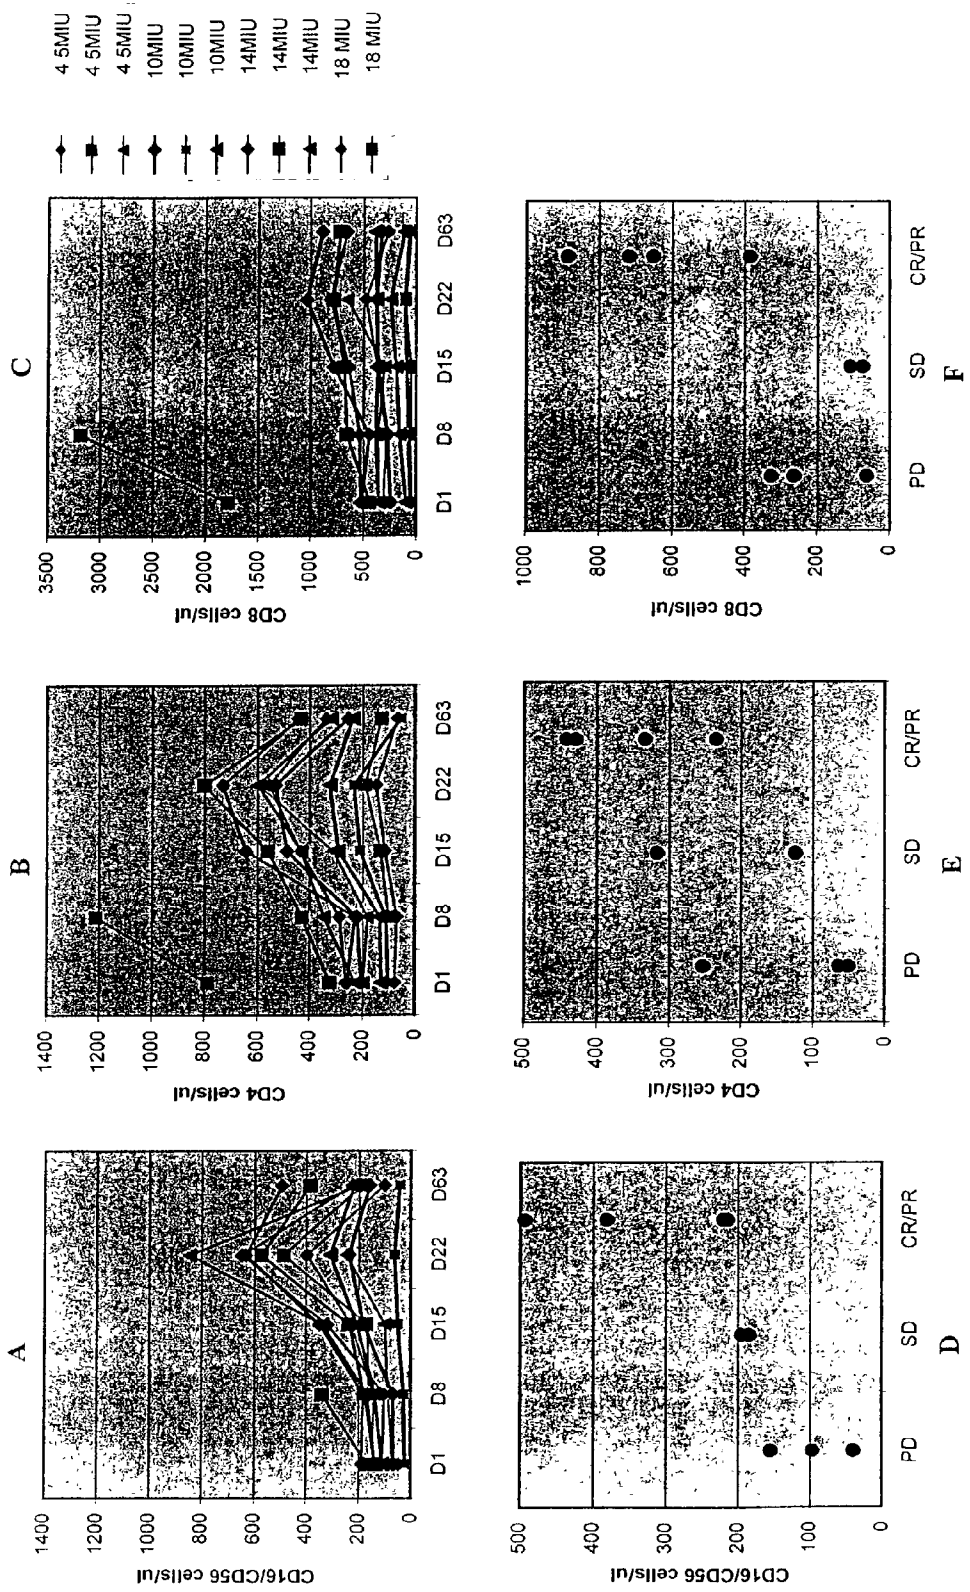 A
1400
1200
1000
800
600
400
200
0
CD16/CD56 cells/ul
D1
D8
D15
D22
D63
B
1400
1200
1000
800
600
400
200
0
CD4 cells/ul
D1
D8
D15
D22
D63
C
3500
3000
2500
2000
1500
1000
500
0
CD8 cells/ul
D1
D8
D15
D22
D63
4 5MIU
4 5MIU
4 5MIU
10MIU
10MIU
10MIU
14MIU
14MIU
14MIU
18 MIU
18 MIU
500
400
300
200
100
0
CD16/CD56 cells/ul
PD
SD
CR/PR
D
500
400
300
200
100
0
CD4 cells/ul
PD
SD
CR/PR
E
1000
800
600
400
200
0
CD8 cells/ul
PD
SD
CR/PR
F